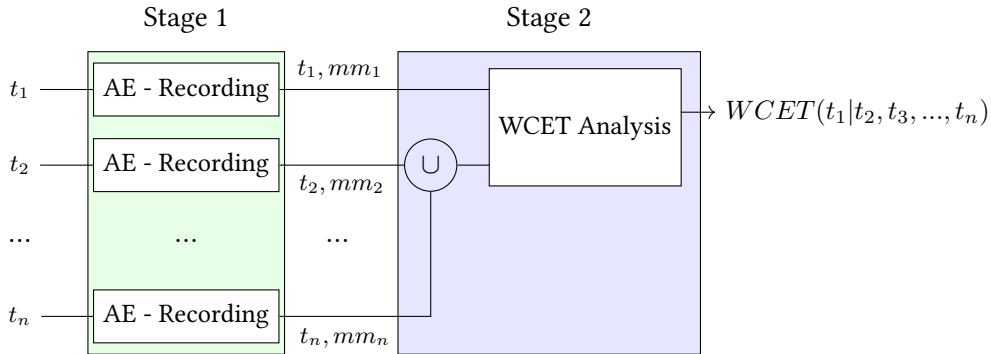 Stage 1 Stage 2
t₁ AE - Recording t₁, mm₁
WCET Analysis WCET(t₁|t₂, t₃, ..., tₙ)
t₂ AE - Recording t₂, mm₂ ∪
... ... ...
tₙ AE - Recording tₙ, mmₙ